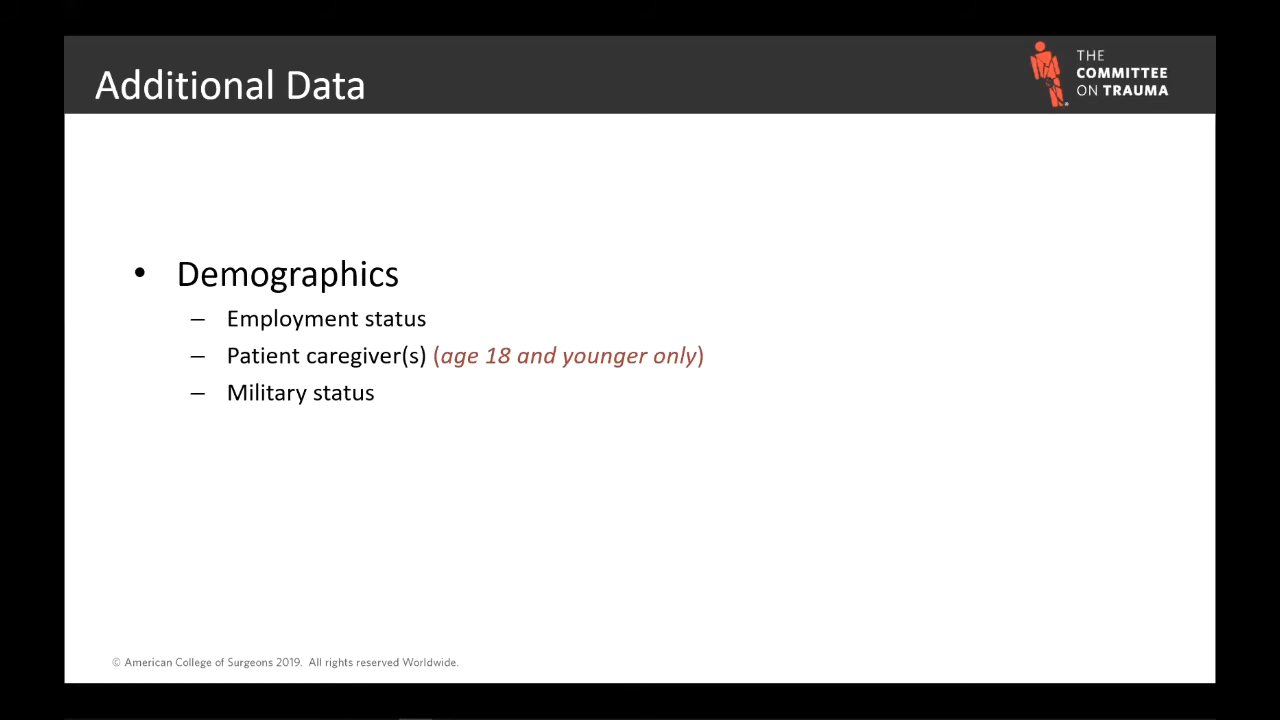 Additional Data
THE
COMMITTEE
ON TRAUMA
• Demographics
– Employment status
– Patient caregiver(s) (age 18 and younger only)
– Military status
© American College of Surgeons 2019. All rights reserved Worldwide.